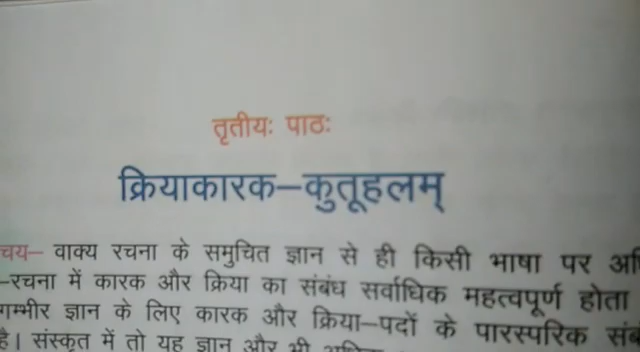 तृतीयः पाठः
क्रियाकारक–कुतूहलम्
चय– वाक्य रचना के समुचित ज्ञान से ही किसी भाषा पर
–रचना में कारक और क्रिया का संबंध सर्वाधिक महत्वपूर्ण होता
गम्भीर ज्ञान के लिए कारक और क्रिया–पदों के पारस्परिक
है। संस्कृत में तो यह ज्ञान और भी